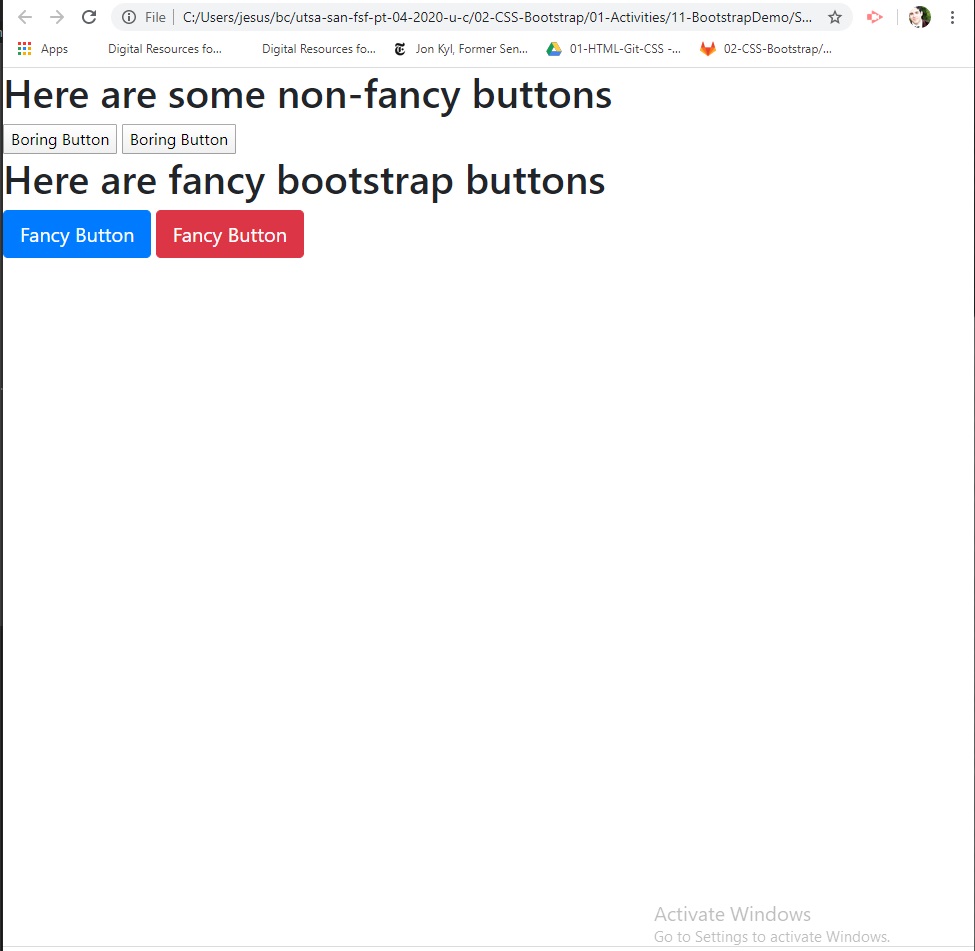 File C:/Users/jesus/bc/utsa-san-fsf-pt-04-2020-u-c/02-CSS-Bootstrap/01-Activities/11-BootstrapDemo/S...
Apps Digital Resources fo... Digital Resources fo... Jon Kyl, Former Sen... 01-HTML-Git-CSS -... 02-CSS-Bootstrap/...
Here are some non-fancy buttons
Boring Button Boring Button
Here are fancy bootstrap buttons
Fancy Button Fancy Button
Activate Windows
Go to Settings to activate Windows.